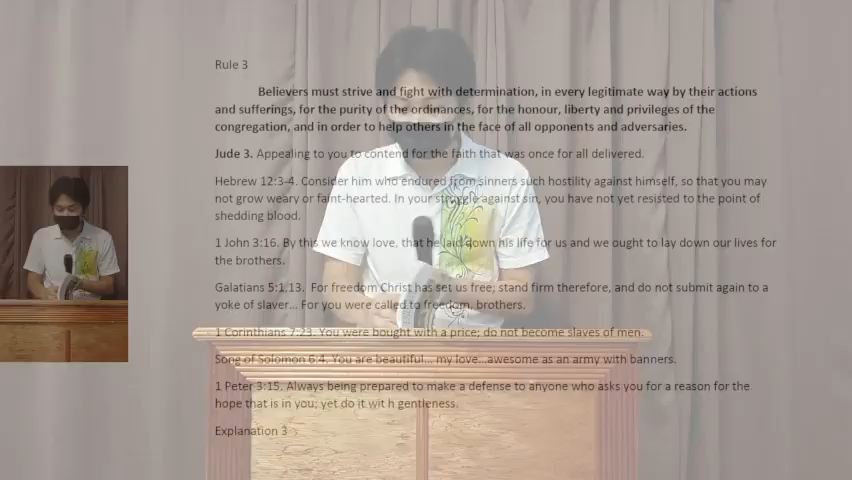 Rule 3
Believers must strive and fight with determination, in every legitimate way by their actions
and sufferings, for the purity of the ordinances, for the honour, liberty and privileges of the
congregation, and in order to help others in the face of all opponents and adversaries.
Jude 3. Appealing to you to contend for the faith that was once for all delivered.
Hebrew 12:3-4. Consider him who endured from sinners such hostility against himself, so that you may
not grow weary or faint-hearted. In your struggle against sin, you have not yet resisted to the point of
shedding blood.
1 John 3:16. By this we know love, that he laid down his life for us and we ought to lay down our lives for
the brothers.
Galatians 5:1,13. For freedom Christ has set us free; stand firm therefore, and do not submit again to a
yoke of slaver... For you were called to freedom, brothers.
1 Corinthians 7:23. You were bought with a price; do not become slaves of men.
Song of Solomon 6:4. You are beautiful... my love...awesome as an army with banners.
1 Peter 3:15. Always being prepared to make a defense to anyone who asks you for a reason for the
hope that is in you; yet do it wit h gentleness.
Explanation 3